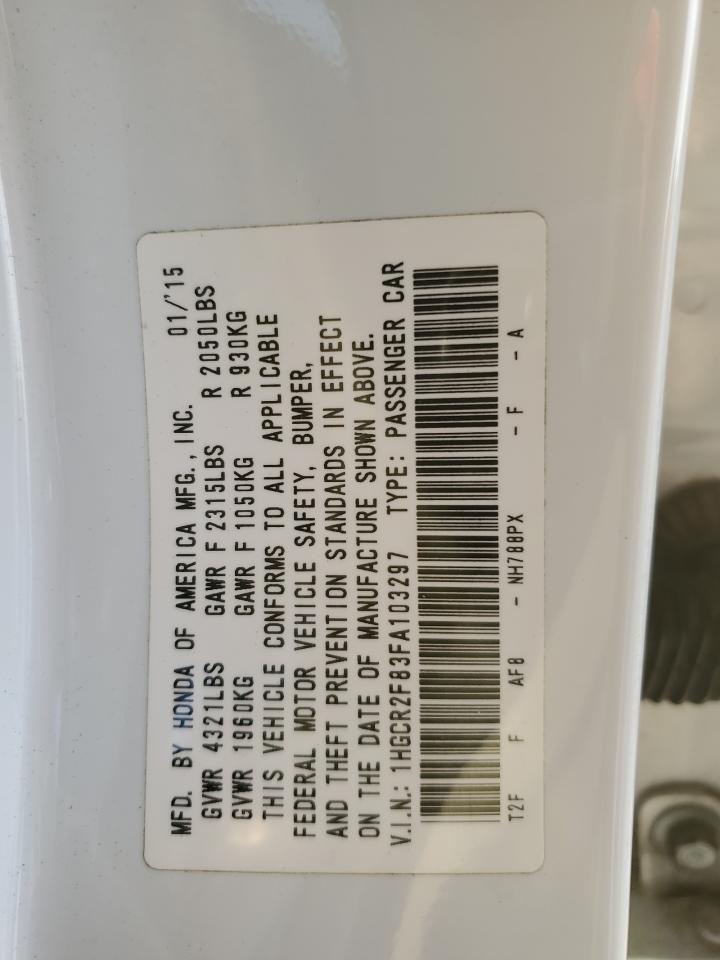 MFD. BY HONDA OF AMERICA MFG., INC. 01/'15
GVWR 4321LBS GAWR F 2315LBS R 2050LBS
GVWR 1960KG GAWR F 1050KG R 930KG
THIS VEHICLE CONFORMS TO ALL APPLICABLE
FEDERAL MOTOR VEHICLE SAFETY, BUMPER,
AND THEFT PREVENTION STANDARDS IN EFFECT
ON THE DATE OF MANUFACTURE SHOWN ABOVE.
V.I.N.: 1HGCR2F83FA103297 TYPE: PASSENGER CAR
T2F F AF8 - NH788PX - F - A